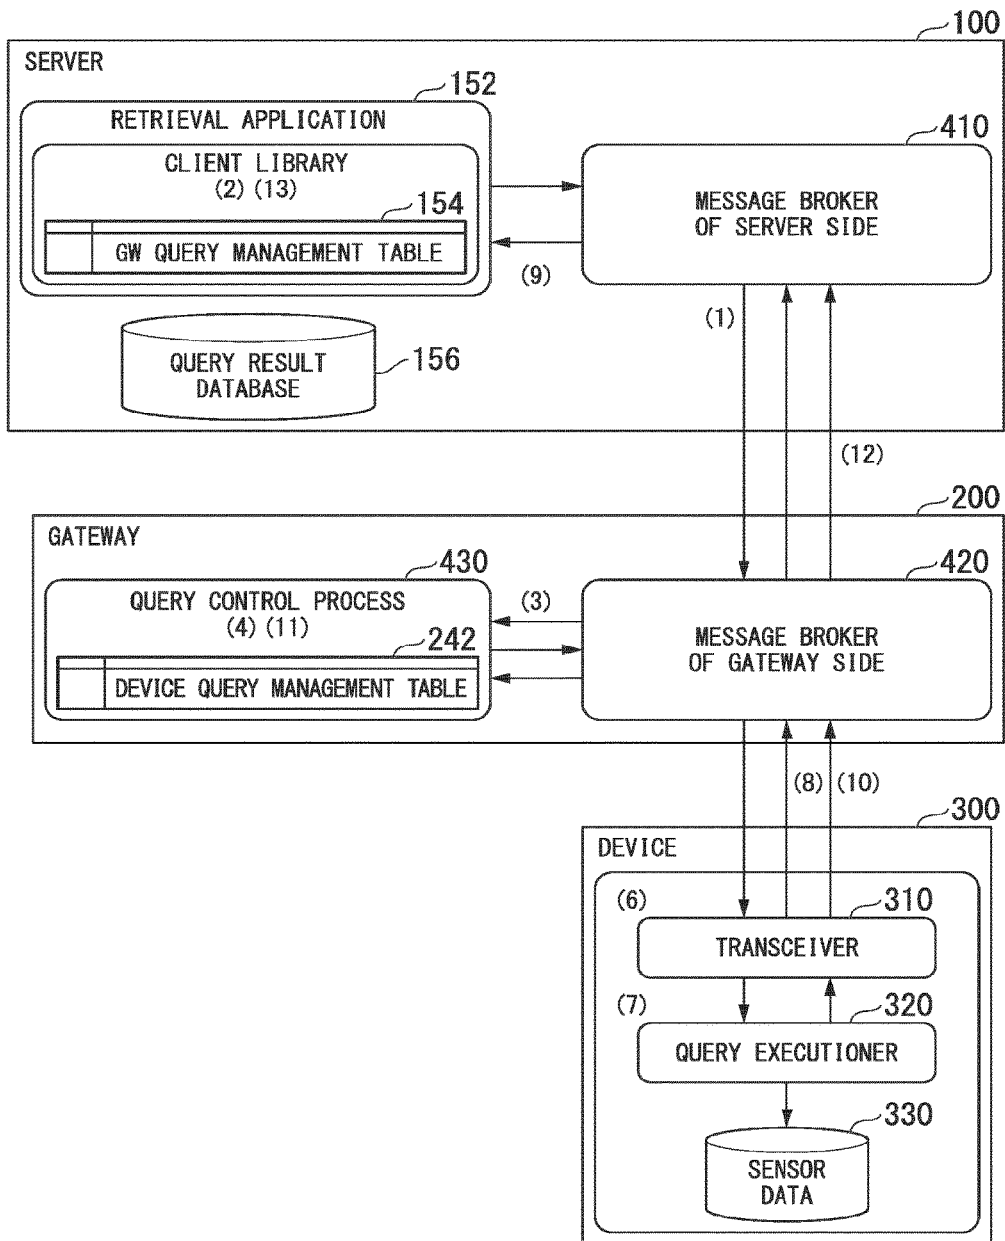 100
SERVER
152
RETRIEVAL APPLICATION
CLIENT LIBRARY
(2) (13)
154
GW QUERY MANAGEMENT TABLE
410
MESSAGE BROKER
OF SERVER SIDE
(9)
(1)
QUERY RESULT
DATABASE
156
(12)
200
GATEWAY
430
QUERY CONTROL PROCESS
(4) (11)
242
DEVICE QUERY MANAGEMENT TABLE
(3)
420
MESSAGE BROKER
OF GATEWAY SIDE
(8) (10)
300
DEVICE
(6)
310
TRANSCEIVER
(7)
320
QUERY EXECUTIONER
330
SENSOR
DATA